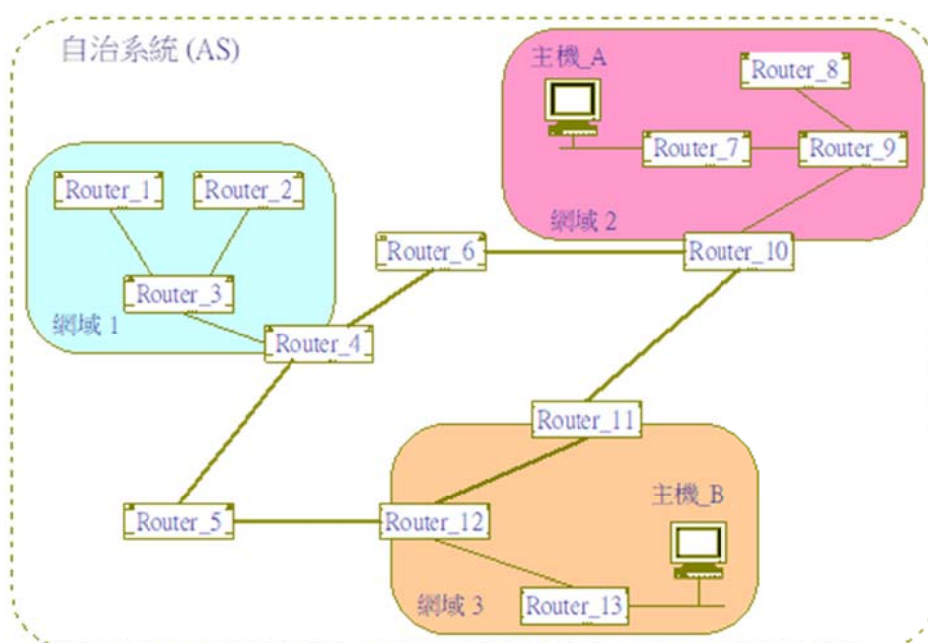 自治系統 (AS)
主機_A
Router_8
Router_7
Router_9
網域 2
Router_1
Router_2
Router_6
Router_10
Router_3
網域 1
Router_4
Router_11
主機_B
Router_5
Router_12
網域 3
Router_13